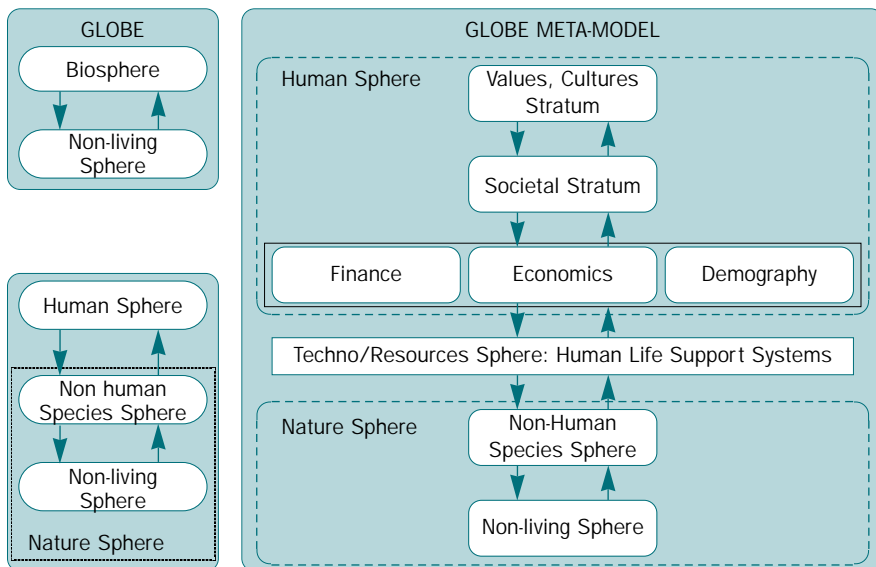 GLOBE
Biosphere
Non-living
Sphere
Human Sphere
Non human
Species Sphere
Non-living
Sphere
Nature Sphere
GLOBE META-MODEL
Human Sphere
Values, Cultures
Stratum
Societal Stratum
Finance
Economics
Demography
Techno/Resources Sphere: Human Life Support Systems
Nature Sphere
Non-Human
Species Sphere
Non-living Sphere